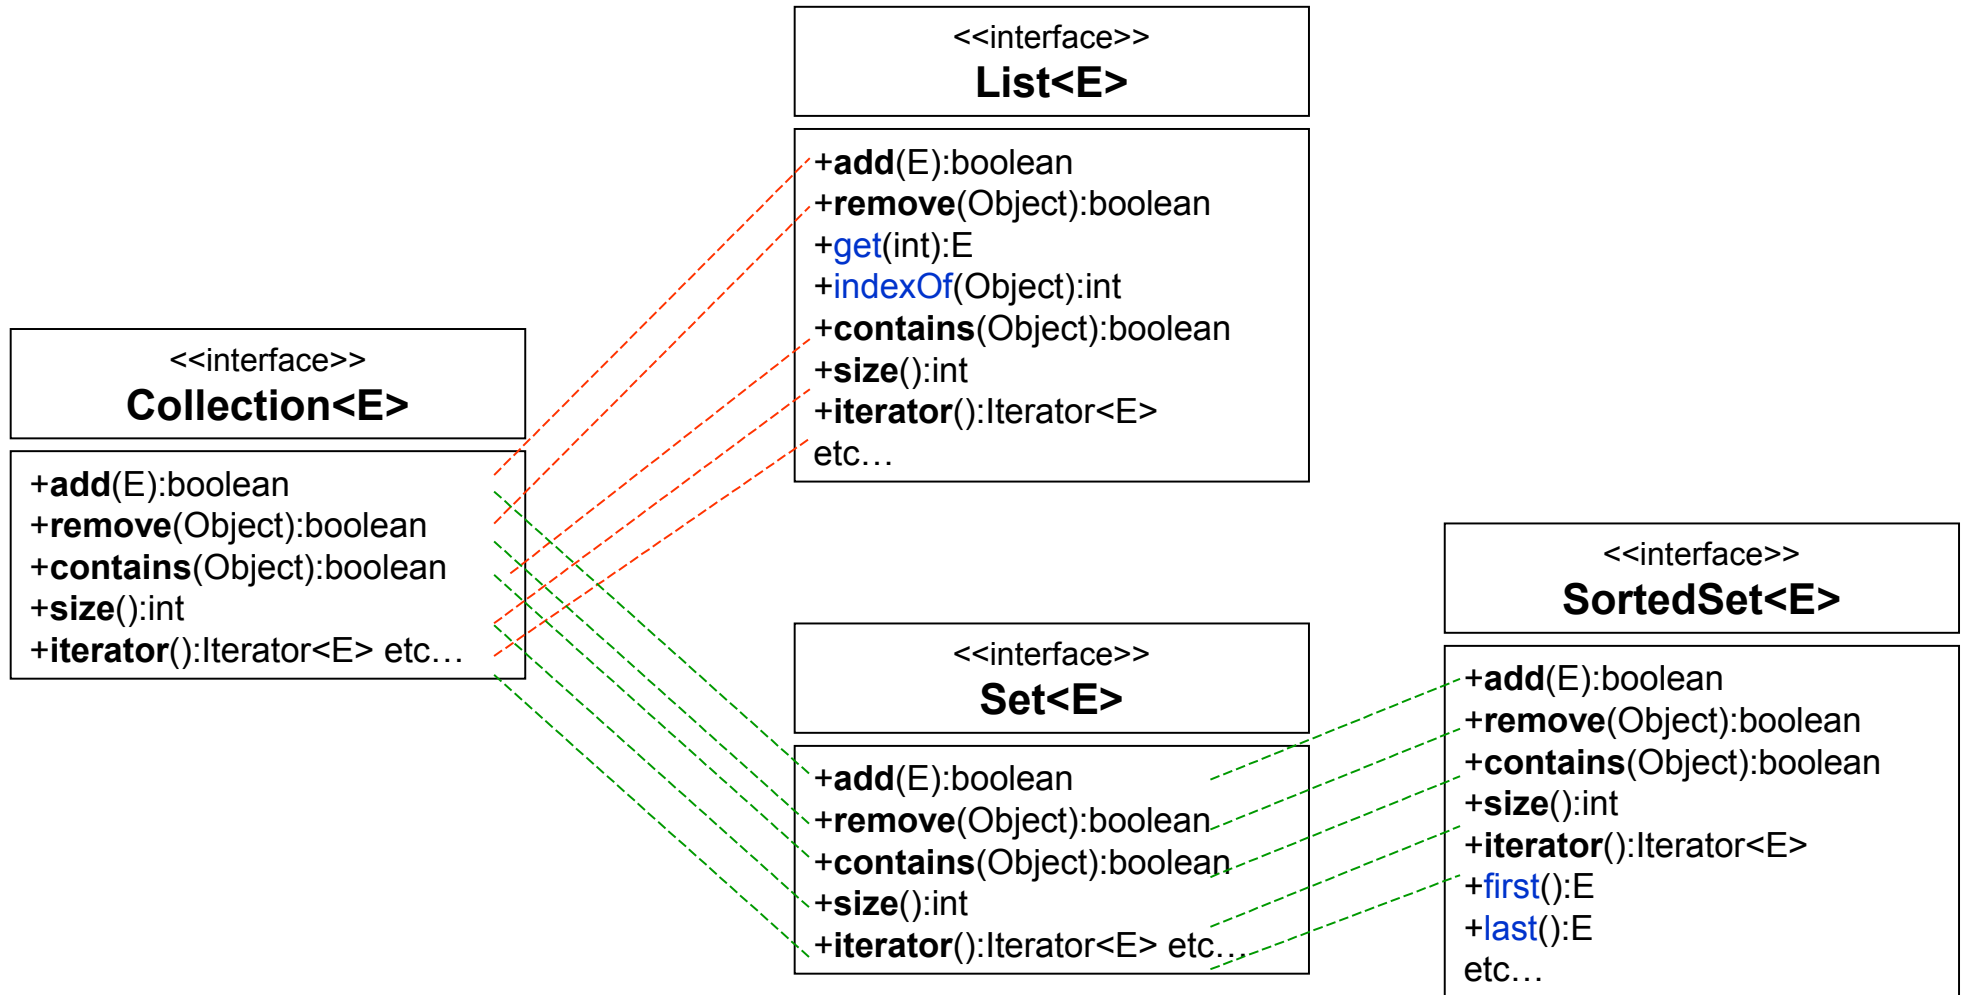 <<interface>>
List<E>
+add(E):boolean
+remove(Object):boolean
+get(int):E
+indexOf(Object):int
+contains(Object):boolean
+size():int
+iterator():Iterator<E>
etc…
<<interface>>
Collection<E>
+add(E):boolean
+remove(Object):boolean
+contains(Object):boolean
+size():int
+iterator():Iterator<E> etc…
<<interface>>
Set<E>
+add(E):boolean
+remove(Object):boolean
+contains(Object):boolean
+size():int
+iterator():Iterator<E> etc…
<<interface>>
SortedSet<E>
+add(E):boolean
+remove(Object):boolean
+contains(Object):boolean
+size():int
+iterator():Iterator<E>
+first():E
+last():E
etc…